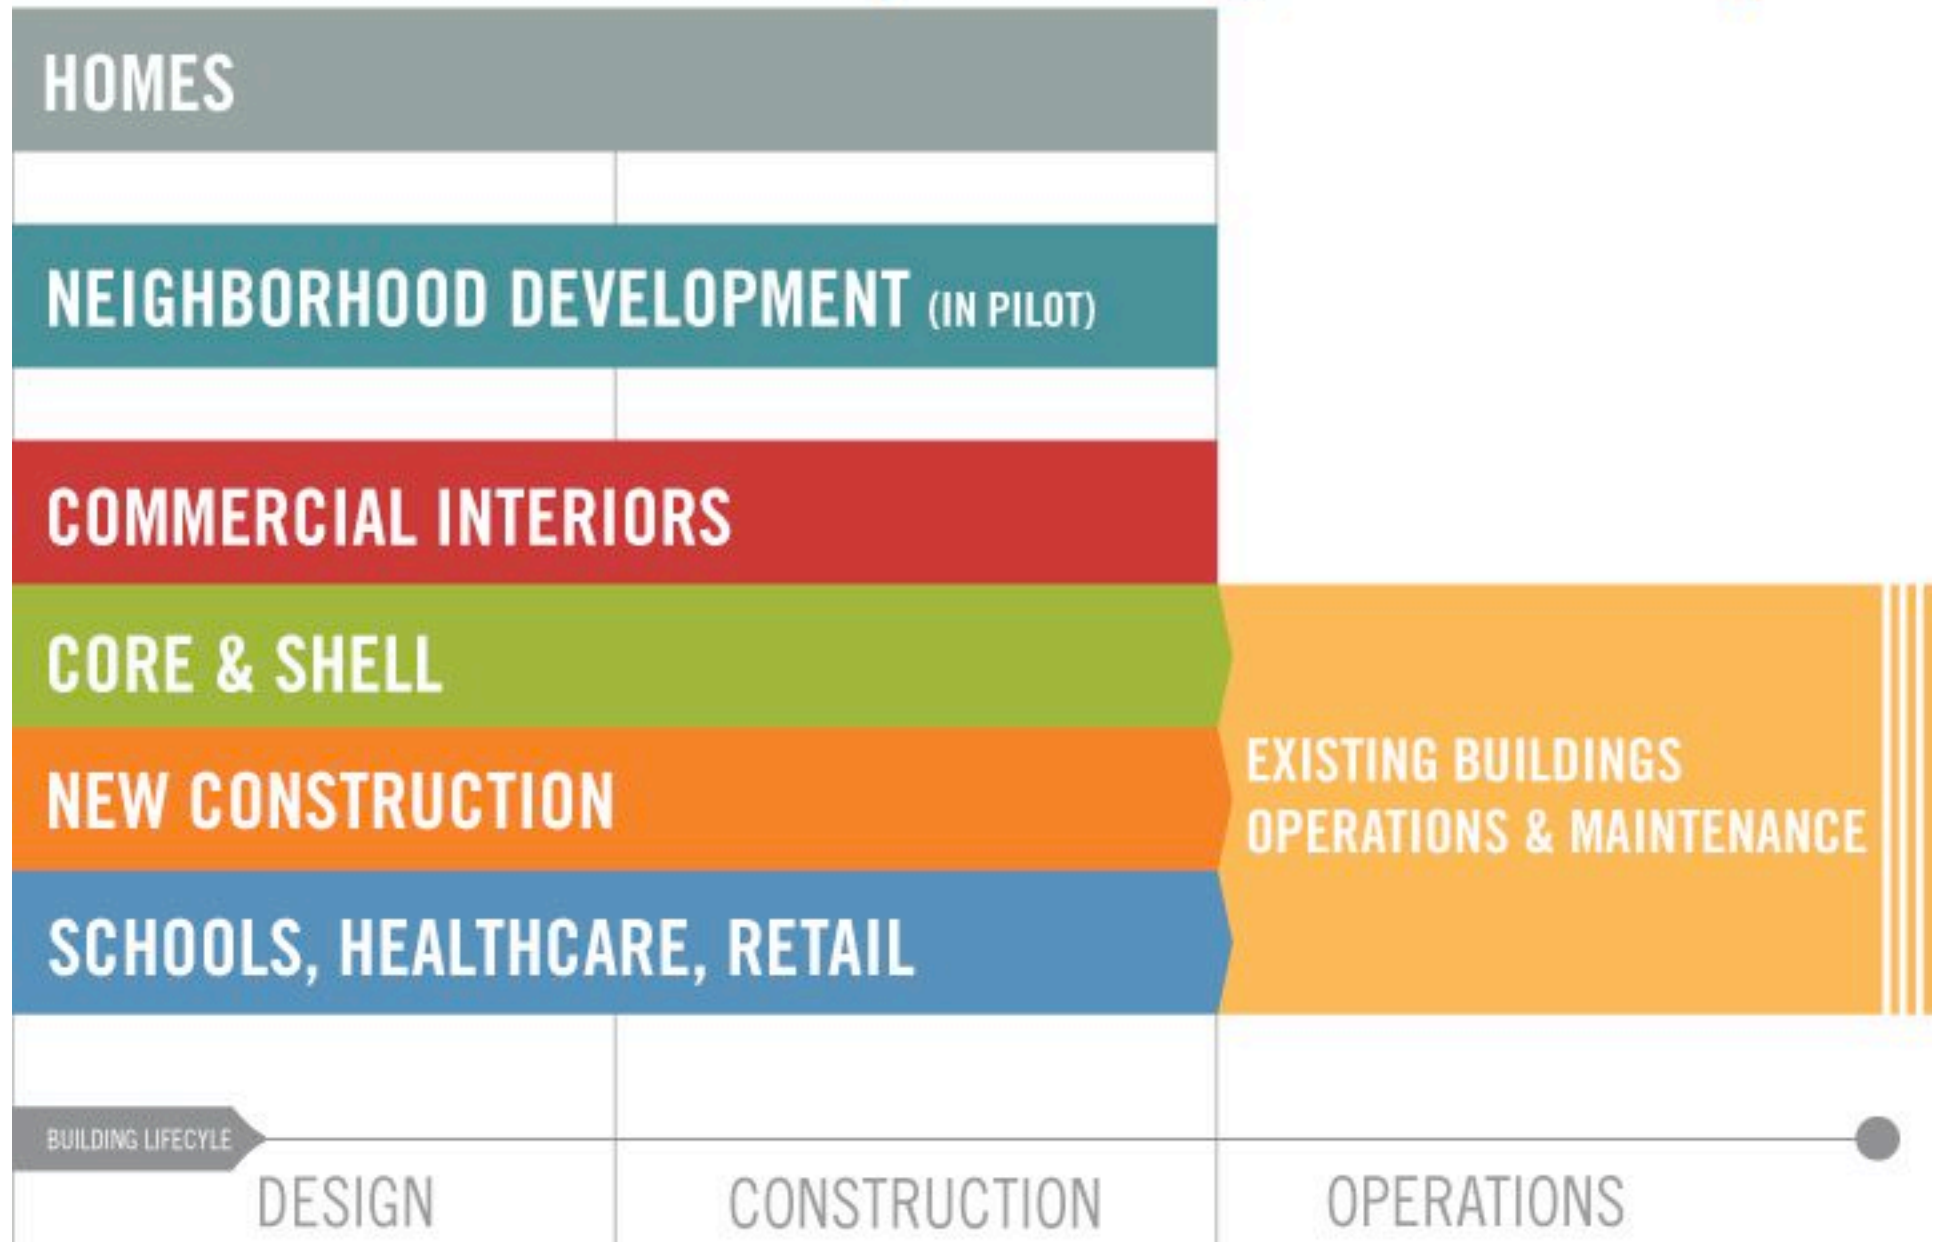 HOMES
NEIGHBORHOOD DEVELOPMENT (IN PILOT)
COMMERCIAL INTERIORS
CORE & SHELL
NEW CONSTRUCTION
SCHOOLS, HEALTHCARE, RETAIL
EXISTING BUILDINGS
OPERATIONS & MAINTENANCE
BUILDING LIFECYLE
DESIGN
CONSTRUCTION
OPERATIONS